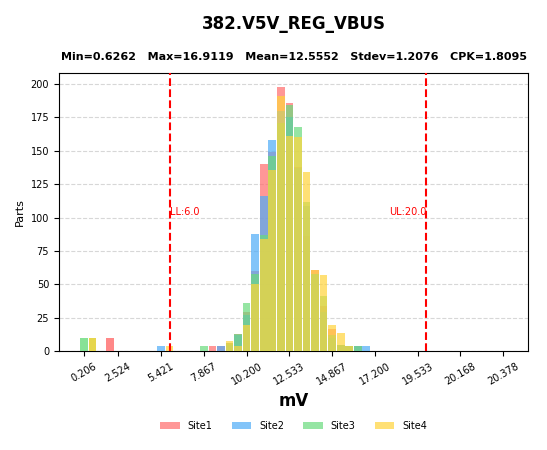 382.V5V_REG_VBUS
Min=0.6262 Max=16.9119 Mean=12.5552 Stdev=1.2076 CPK=1.8095
200
175
150
125
100
75
50
25
0
Parts
LL:6.0
UL:20.0
0.206 2.524 5.421 7.867 10.200 12.533 14.867 17.200 19.533 20.168 20.378
mV
Site1 Site2 Site3 Site4